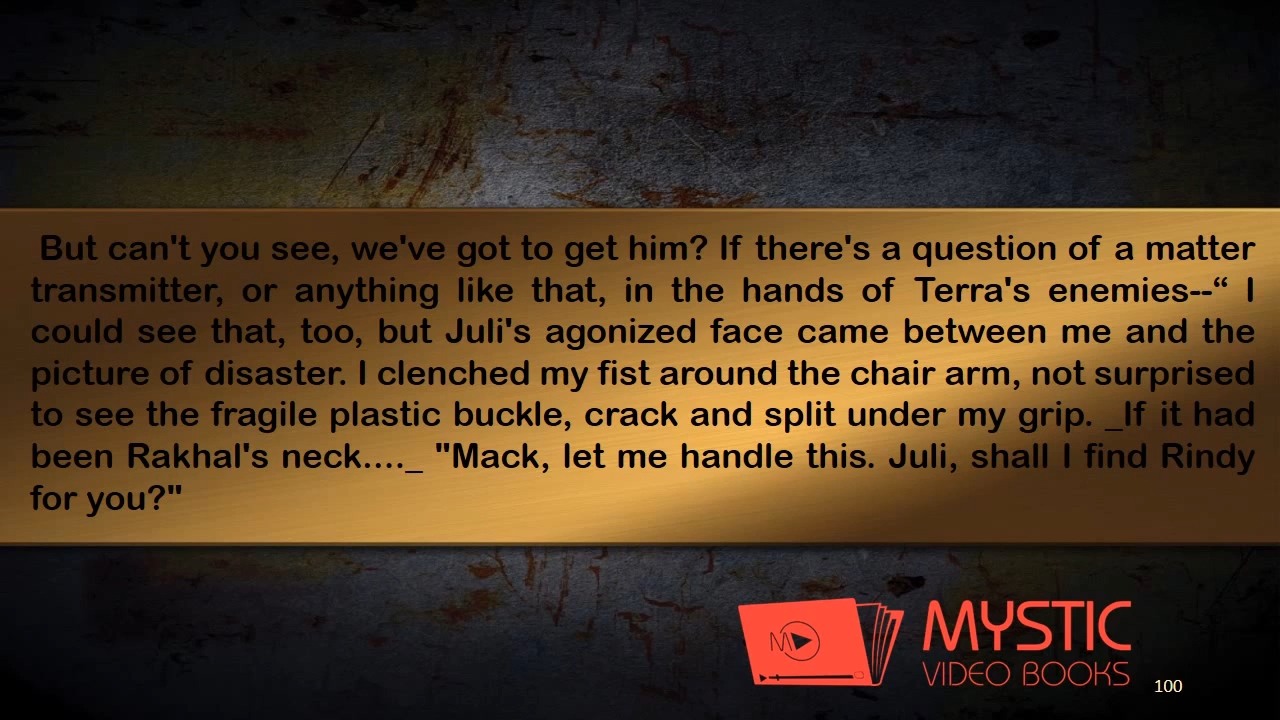 But can't you see, we've got to get him? If there's a question of a matter
transmitter, or anything like that, in the hands of Terra's enemies--“ I
could see that, too, but Juli's agonized face came between me and the
picture of disaster. I clenched my fist around the chair arm, not surprised
to see the fragile plastic buckle, crack and split under my grip. _If it had
been Rakhal's neck...._ "Mack, let me handle this. Juli, shall I find Rindy
for you?"
M
MYSTIC
VIDEO BOOKS
100